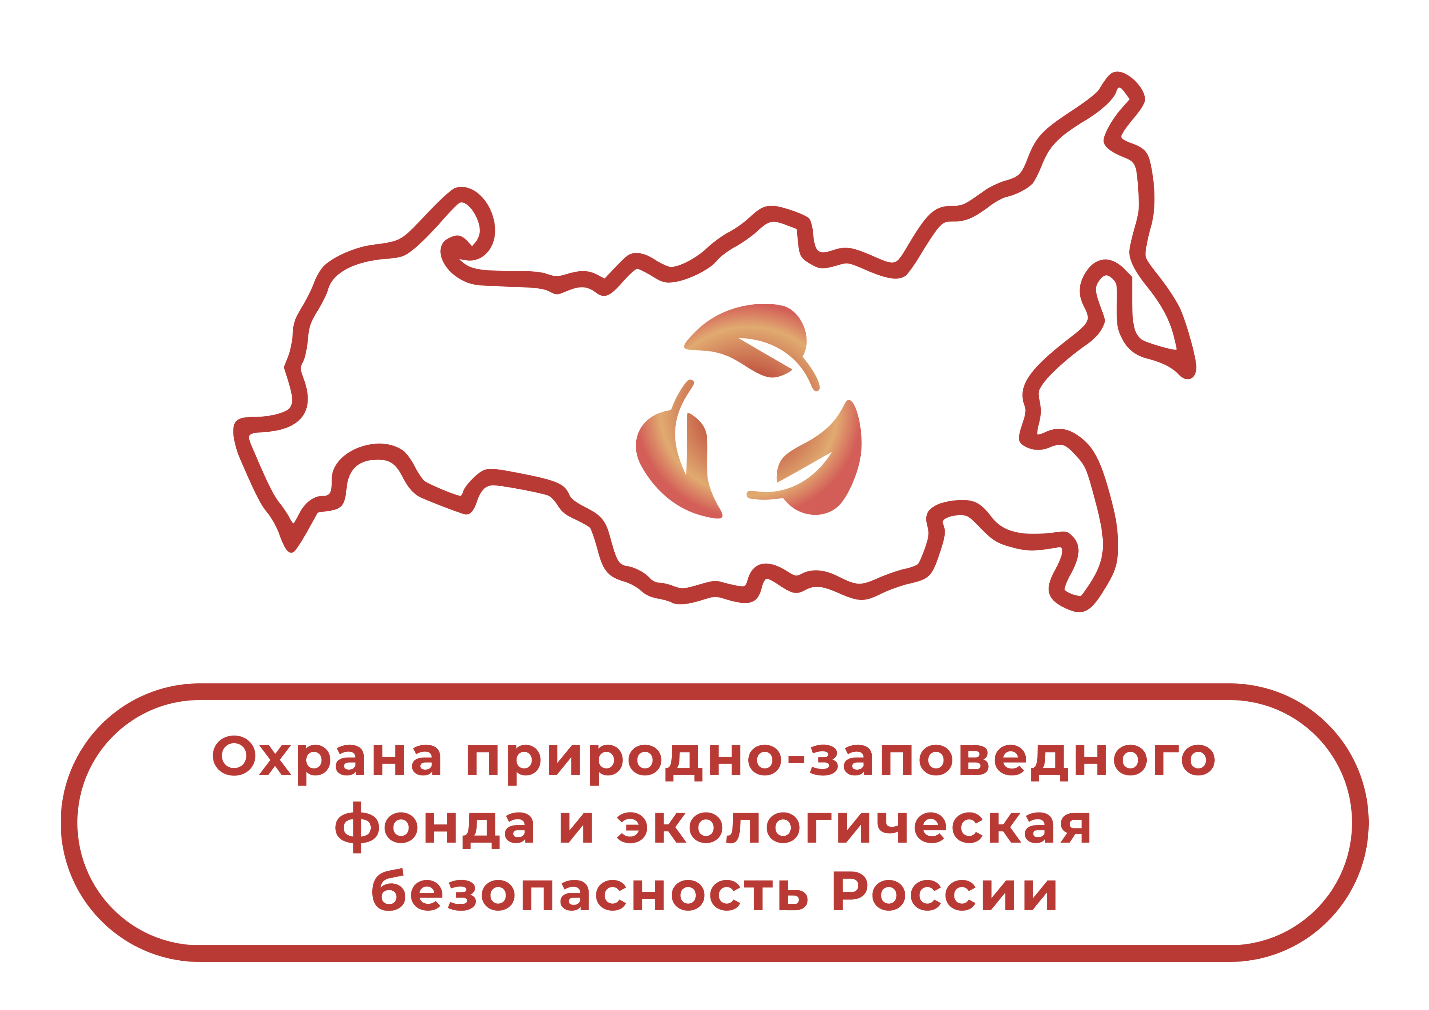 Охрана природно-заповедного
фонда и экологическая
безопасность России